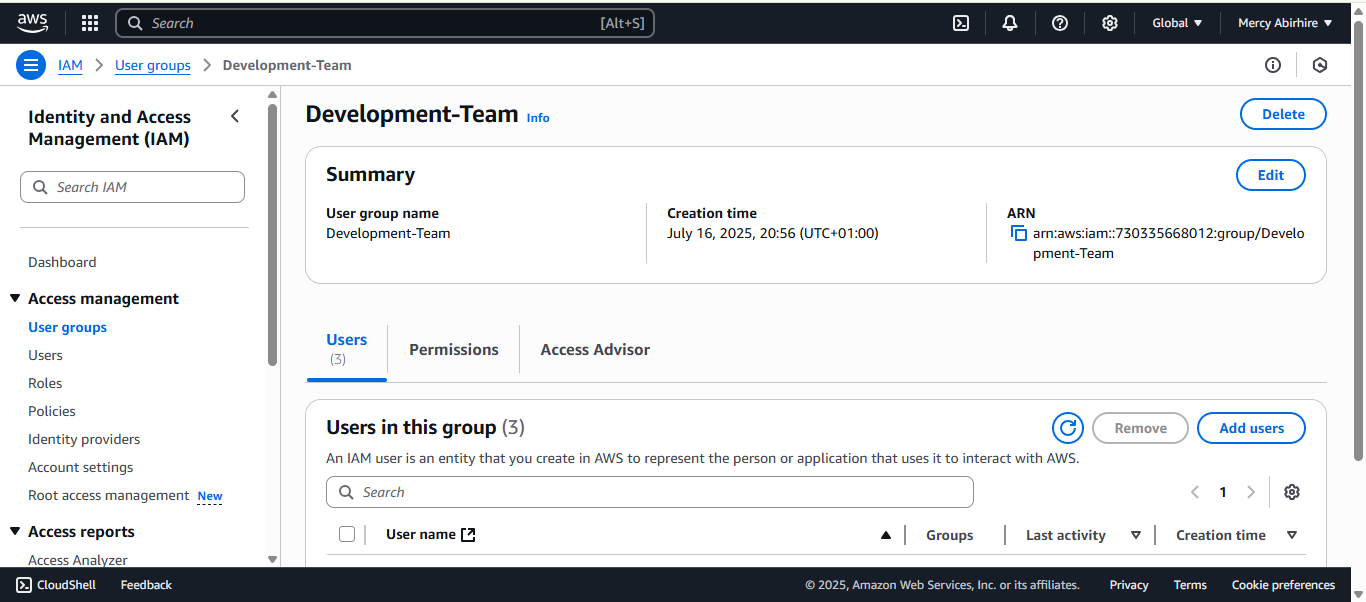 aws
Search
[Alt+S]
Global
Mercy Abirhire
IAM
User groups
Development-Team
Identity and Access
Management (IAM)
Search IAM
Dashboard
Access management
User groups
Users
Roles
Policies
Identity providers
Account settings
Root access management New
Access reports
Access Analyzer
Development-Team Info
Delete
Summary
Edit
User group name
Development-Team
Creation time
July 16, 2025, 20:56 (UTC+01:00)
ARN
arn:aws:iam::730335668012:group/Develo
pment-Team
Users
(3)
Permissions
Access Advisor
Users in this group (3)
Remove
Add users
An IAM user is an entity that you create in AWS to represent the person or application that uses it to interact with AWS.
Search
1
User name
Groups
Last activity
Creation time
CloudShell
Feedback
© 2025, Amazon Web Services, Inc. or its affiliates.
Privacy
Terms
Cookie preferences